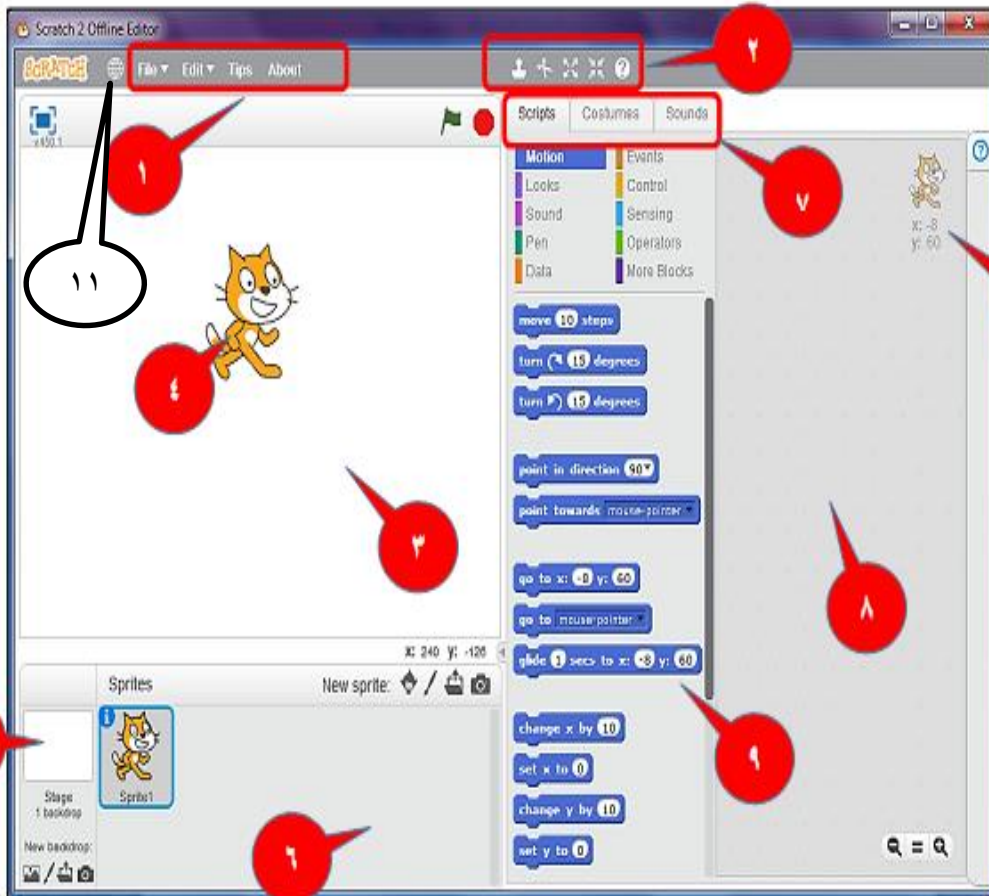 Scratch 2 Offline Editor
SCRATCH File Edit Tips About
٢
v450.1
Scripts Costumes Sounds
١
٧
Motion Events
Looks Control
Sound Sensing
Pen Operators
Data More Blocks
x: -8
y: 60
١١
٤
move 10 steps
turn 15 degrees
turn 15 degrees
point in direction 90
point towards mouse-pointer
٣
٨
go to x: -8 y: 60
go to mouse-pointer
glide 1 secs to x: -8 y: 60
x: 240 y: -126
Sprites New sprite:
٩
change x by 10
set x to 0
change y by 10
set y to 0
Stage
1 backdrop
Sprite1
New backdrop:
٦